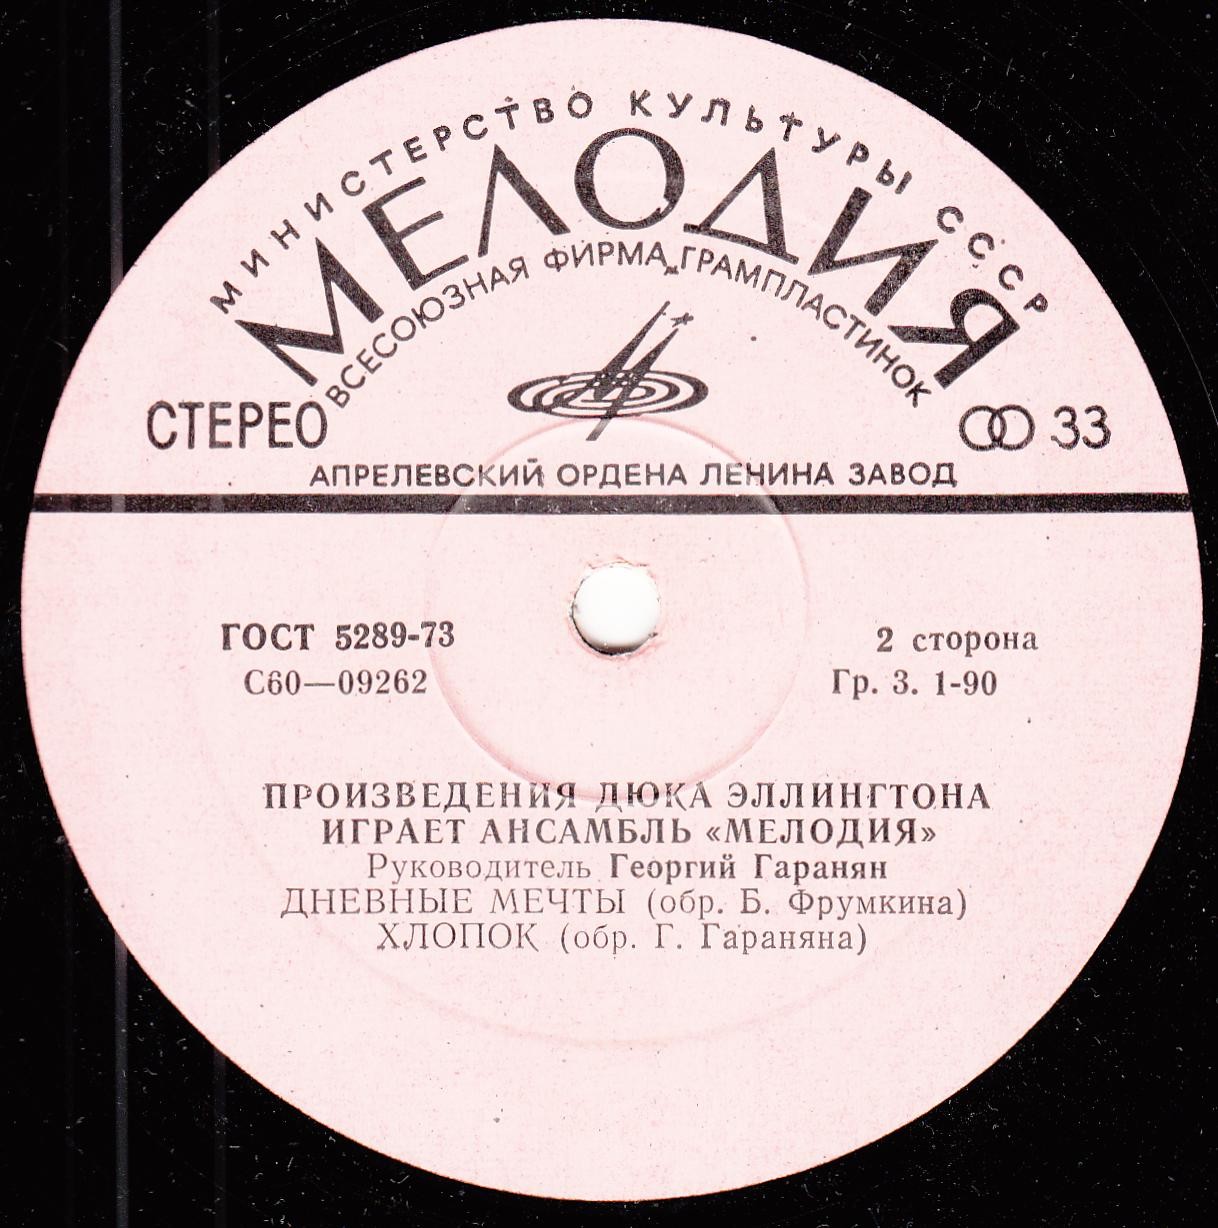 МИНИСТЕРСТВО КУЛЬТУРЫ СССР
МЕЛОДИЯ
ВСЕСОЮЗНАЯ ФИРМА ГРАМПЛАСТИНОК
СТЕРЕО
33
АПРЕЛЕВСКИЙ ОРДЕНА ЛЕНИНА ЗАВОД
ГОСТ 5289-73
2 сторона
С60—09262
Гр. 3. 1-90
ПРОИЗВЕДЕНИЯ ДЮКА ЭЛЛИНГТОНА
ИГРАЕТ АНСАМБЛЬ «МЕЛОДИЯ»
Руководитель Георгий Гаранян
ДНЕВНЫЕ МЕЧТЫ (обр. Б. Фрумкина)
ХЛОПОК (обр. Г. Гараняна)